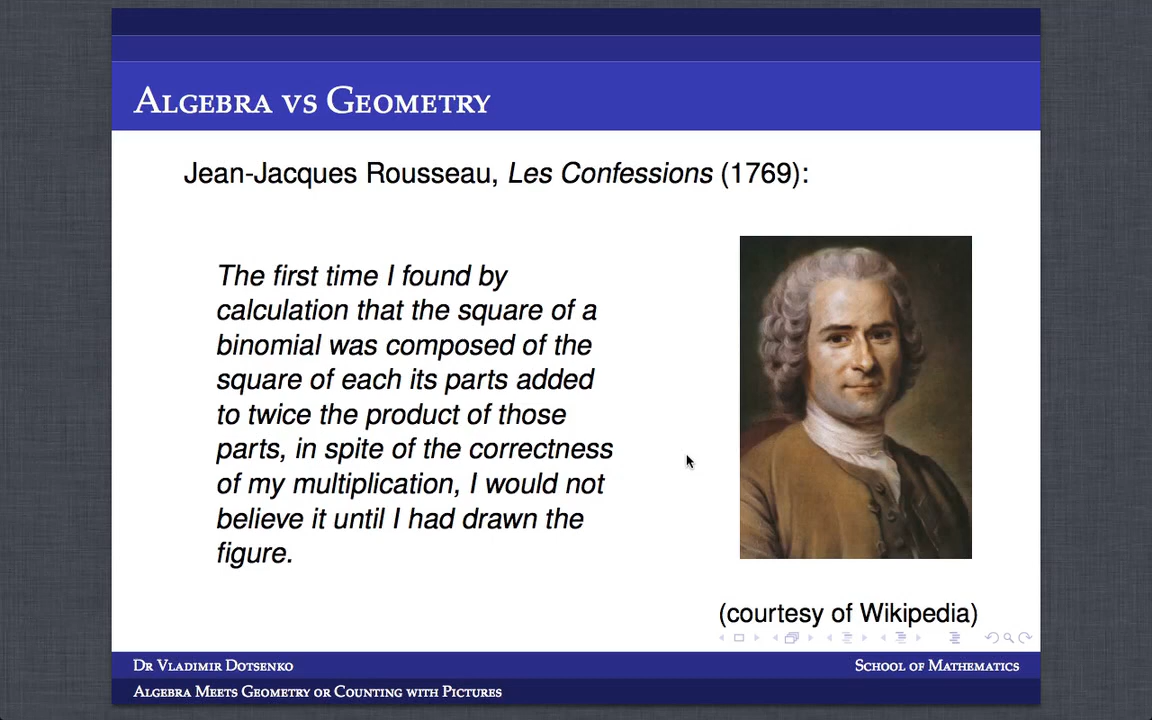 Algebra vs Geometry
Jean-Jacques Rousseau, Les Confessions (1769):
The first time I found by
calculation that the square of a
binomial was composed of the
square of each its parts added
to twice the product of those
parts, in spite of the correctness
of my multiplication, I would not
believe it until I had drawn the
figure.
(courtesy of Wikipedia)
Dr Vladimir Dotsenko
School of Mathematics
Algebra Meets Geometry or Counting with Pictures